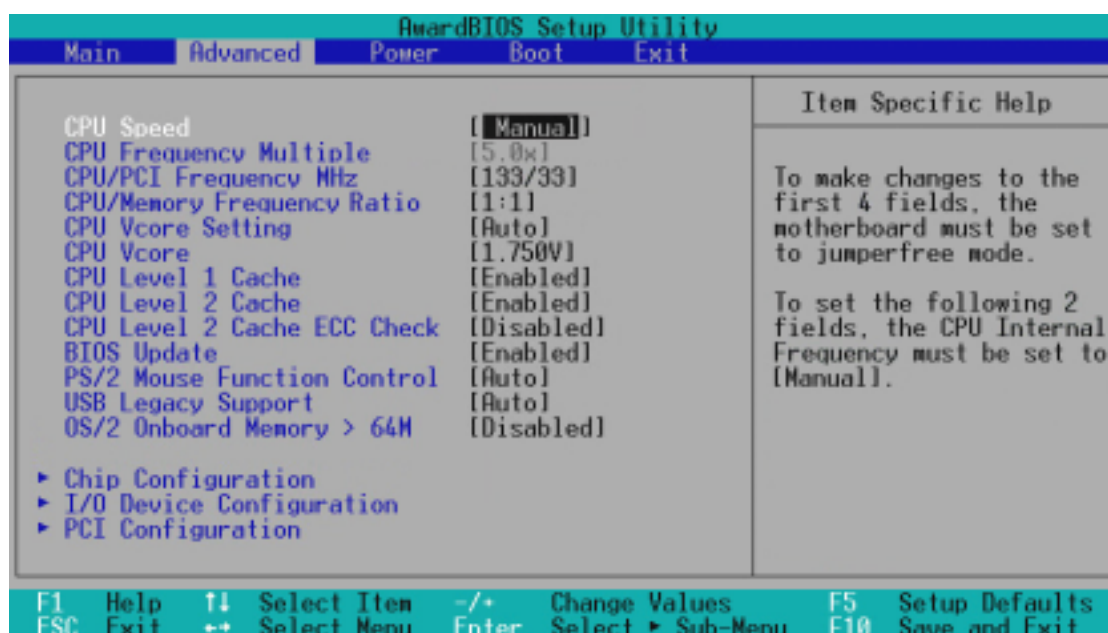 AwardBIOS Setup Utility
Main Advanced Power Boot Exit
Item Specific Help
CPU Speed [ Manual]
CPU Frequency Multiple [5.0x]
CPU/PCI Frequency MHz [133/33]
CPU/Memory Frequency Ratio [1:1]
CPU Vcore Setting [Auto]
CPU Vcore [1.750V]
CPU Level 1 Cache [Enabled]
CPU Level 2 Cache [Enabled]
CPU Level 2 Cache ECC Check [Disabled]
BIOS Update [Enabled]
PS/2 Mouse Function Control [Auto]
USB Legacy Support [Auto]
OS/2 Onboard Memory > 64M [Disabled]
► Chip Configuration
► I/O Device Configuration
► PCI Configuration
To make changes to the
first 4 fields, the
motherboard must be set
to jumperfree mode.
To set the following 2
fields, the CPU Internal
Frequency must be set to
[Manual].
F1 Help ↑↓ Select Item -/+ Change Values F5 Setup Defaults
ESC Exit ←→ Select Menu Enter Select ► Sub-Menu F10 Save and Exit